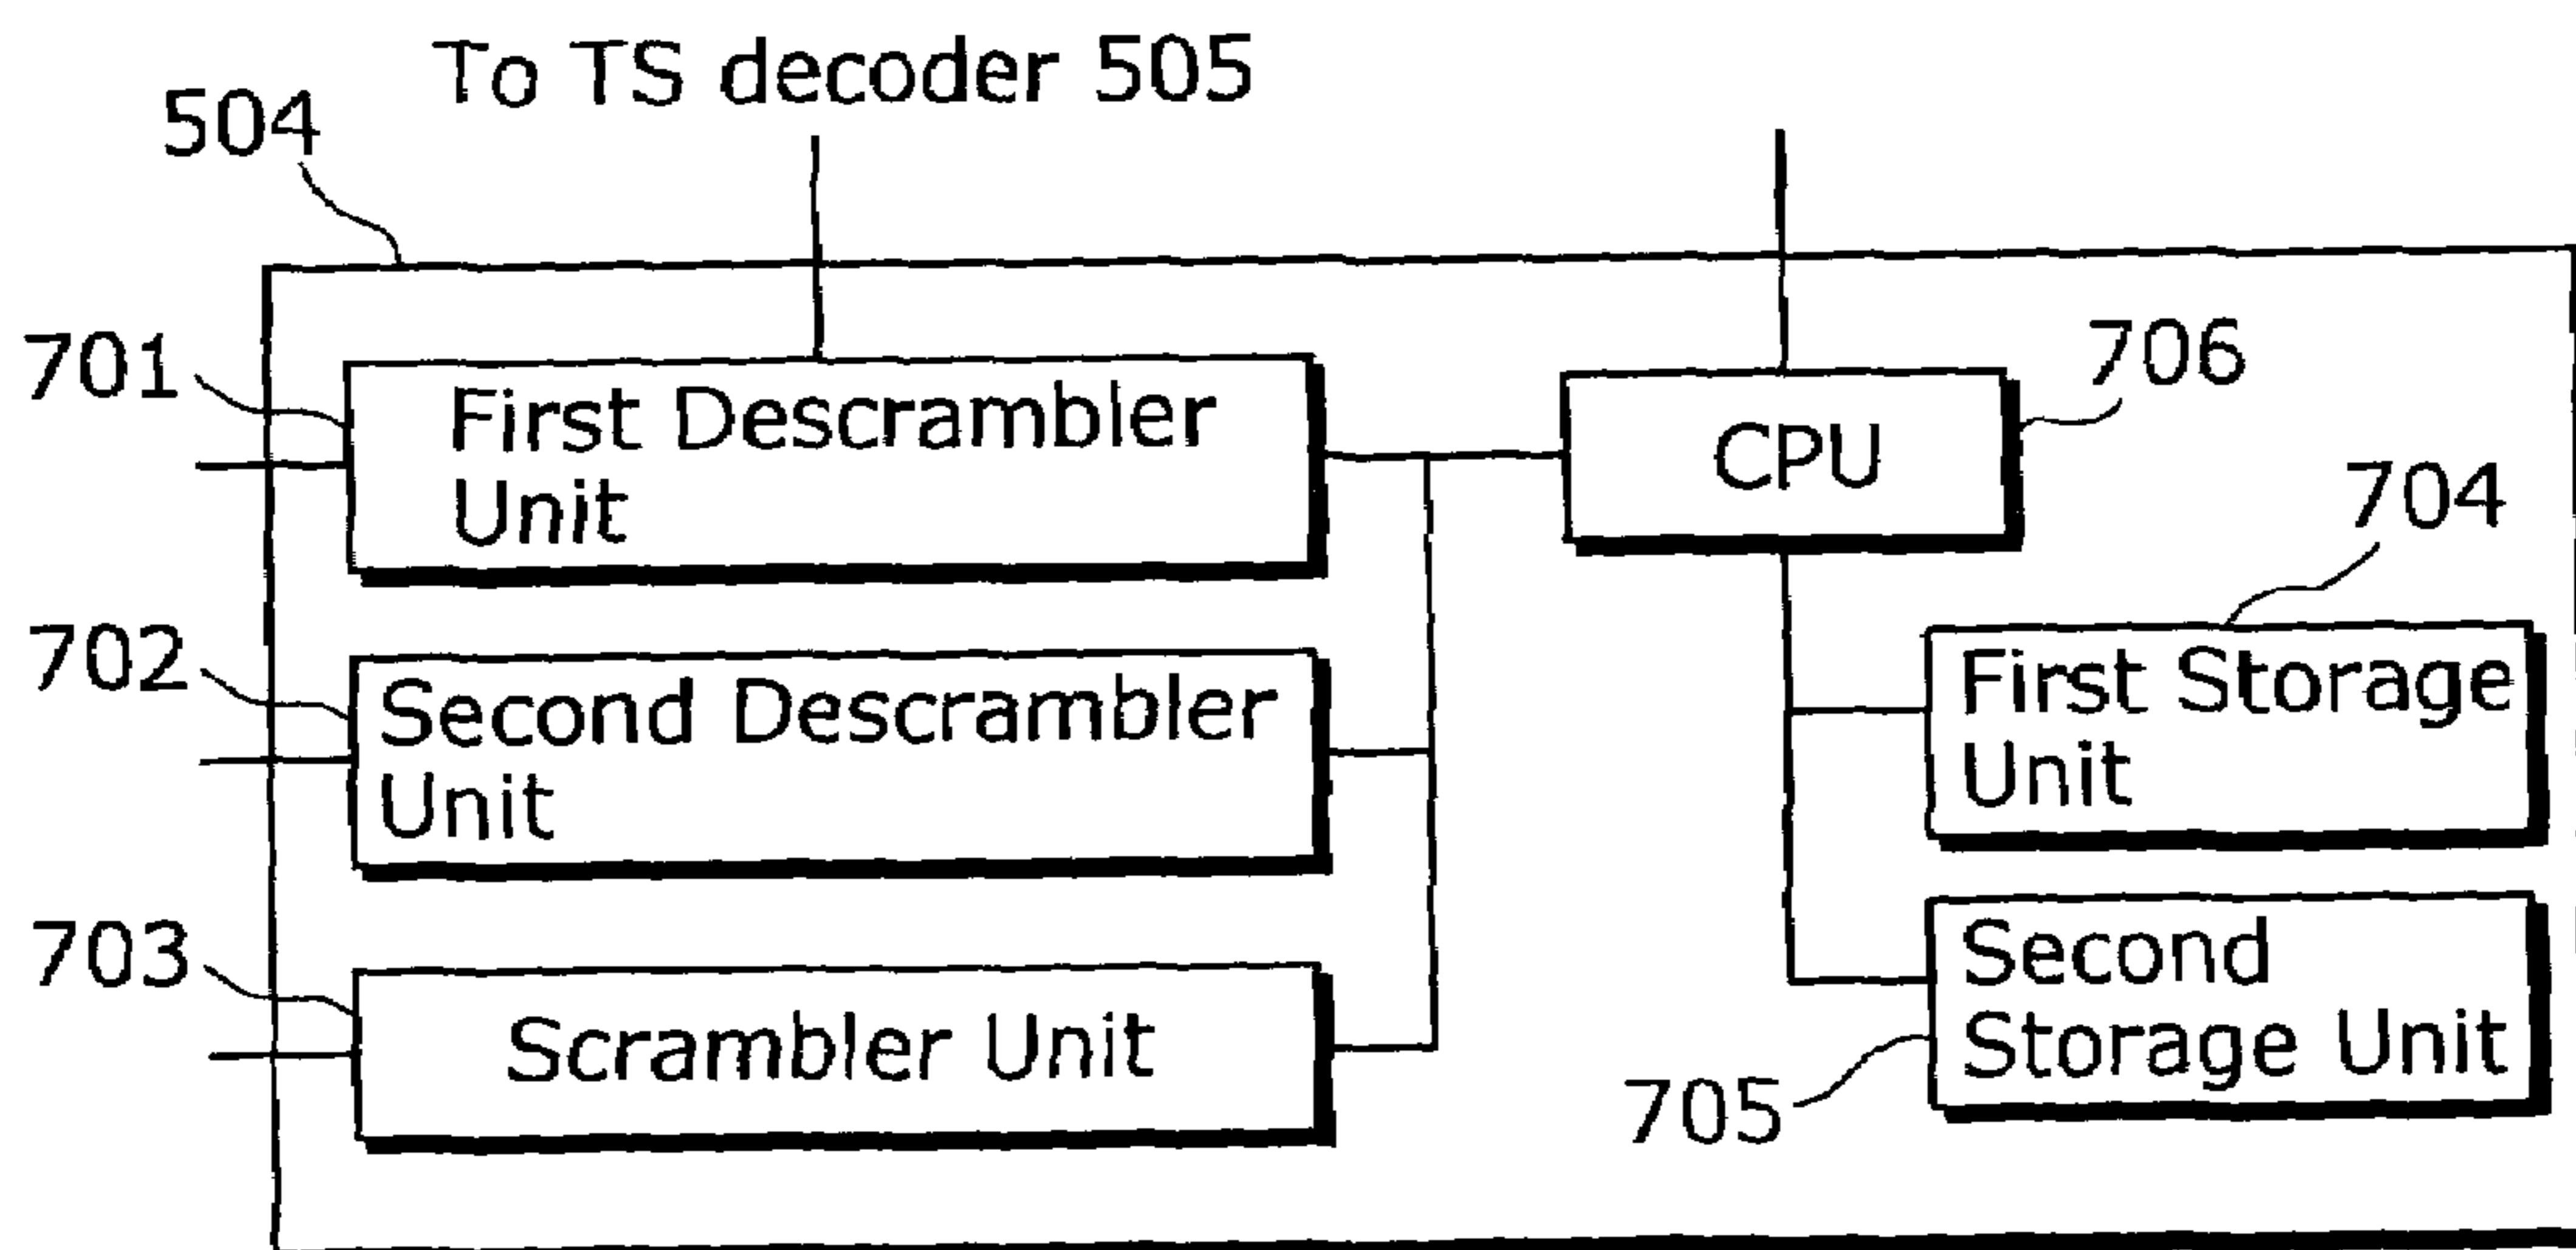 To TS decoder 505
504
701
First Descrambler
Unit
CPU
706
704
702
Second Descrambler
Unit
First Storage
Unit
703
Scrambler Unit
Second
Storage Unit
705